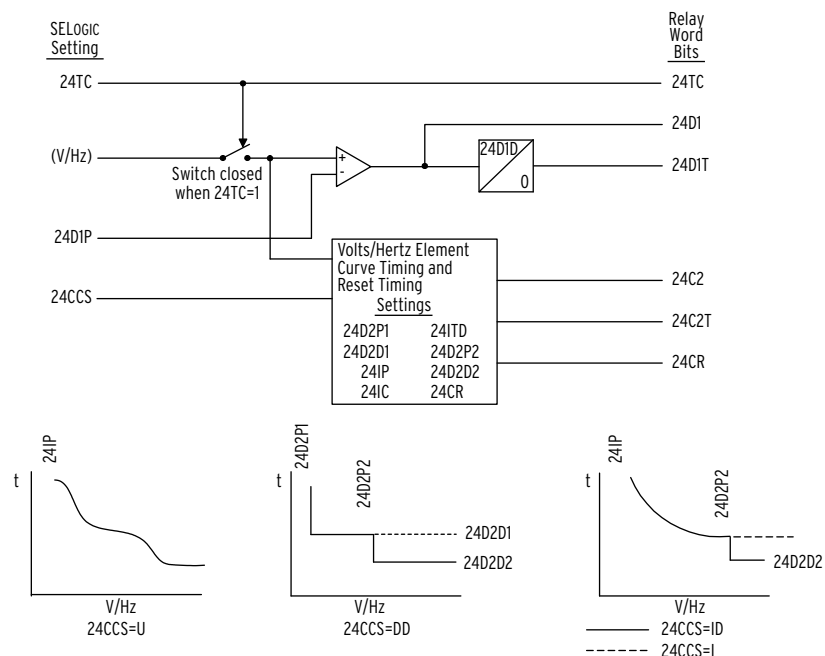 SELOGIC
Setting
Relay
Word
Bits
24TC
24TC
24D1
(V/Hz)
24D1D
0
24D1T
Switch closed
when 24TC=1
+
-
24D1P
Volts/Hertz Element
Curve Timing and
Reset Timing
Settings
24D2P1 24ITD
24D2D1 24D2P2
24IP 24D2D2
24IC 24CR
24CCS
24C2
24C2T
24CR
24IP
t
V/Hz
24CCS=U
24D2P1
24D2P2
t
24D2D1
24D2D2
V/Hz
24CCS=DD
24IP
24D2P2
t
24D2D2
V/Hz
24CCS=ID
24CCS=I